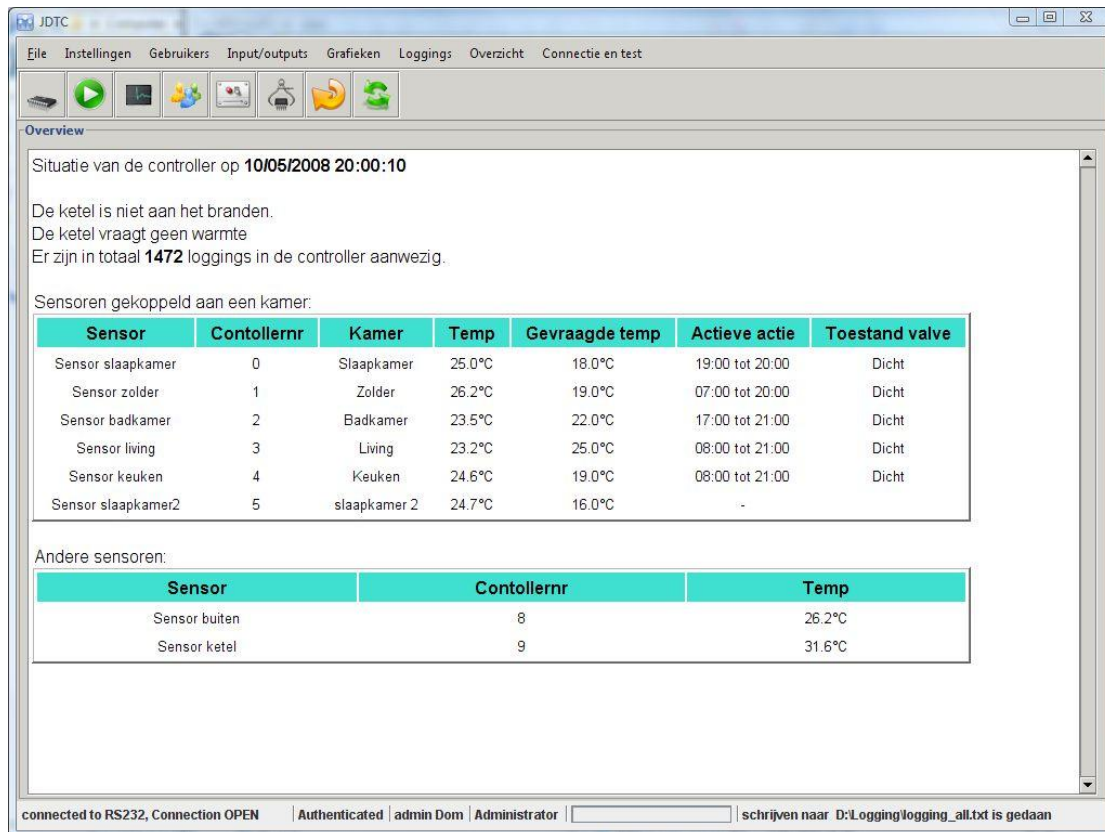 JDTC
File Instellingen Gebruikers Input/outputs Grafieken Loggings Overzicht Connectie en test
Overview
Situatie van de controller op 10/05/2008 20:00:10
De ketel is niet aan het branden.
De ketel vraagt geen warmte
Er zijn in totaal 1472 loggings in de controller aanwezig.
Sensoren gekoppeld aan een kamer:
Sensor Contollernr Kamer Temp Gevraagde temp Actieve actie Toestand valve
Sensor slaapkamer 0 Slaapkamer 25.0°C 18.0°C 19:00 tot 20:00 Dicht
Sensor zolder 1 Zolder 26.2°C 19.0°C 07:00 tot 20:00 Dicht
Sensor badkamer 2 Badkamer 23.5°C 22.0°C 17:00 tot 21:00 Dicht
Sensor living 3 Living 23.2°C 25.0°C 08:00 tot 21:00 Dicht
Sensor keuken 4 Keuken 24.6°C 19.0°C 08:00 tot 21:00 Dicht
Sensor slaapkamer2 5 slaapkamer 2 24.7°C 16.0°C -
Andere sensoren:
Sensor Contollernr Temp
Sensor buiten 8 26.2°C
Sensor ketel 9 31.6°C
connected to RS232, Connection OPEN Authenticated admin Dom Administrator schrijven naar D:\Logging\logging_all.txt is gedaan